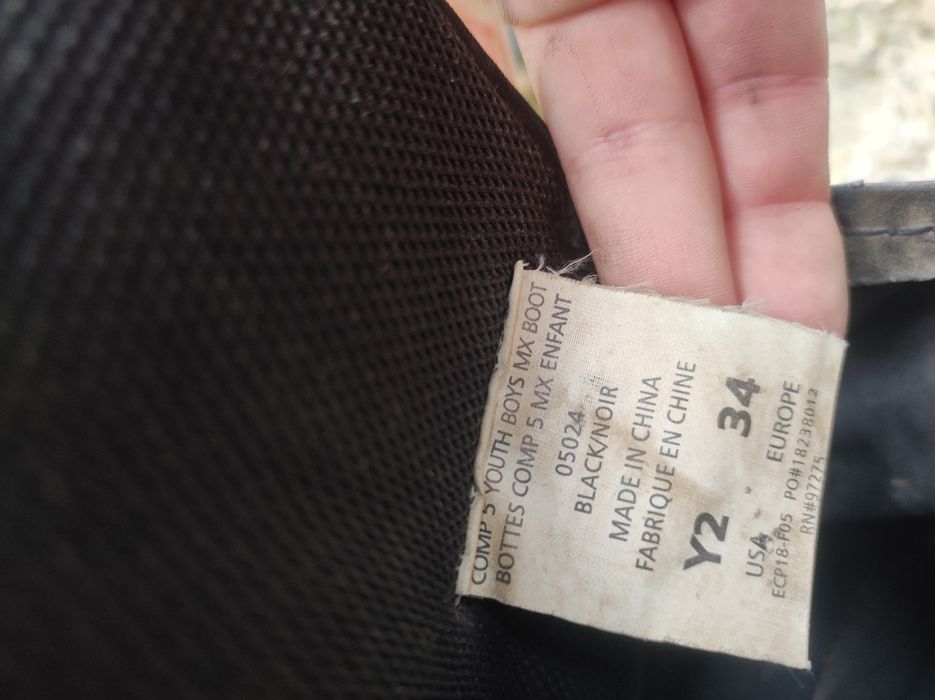 COMP 5 YOUTH BOYS MX BOOT
BOTTES COMP 5 MX ENFANT
05024
BLACK/NOIR
MADE IN CHINA
FABRIQUE EN CHINE
Y2 34
USA EUROPE
ECP18-F05 PO#18238012
RN#97275